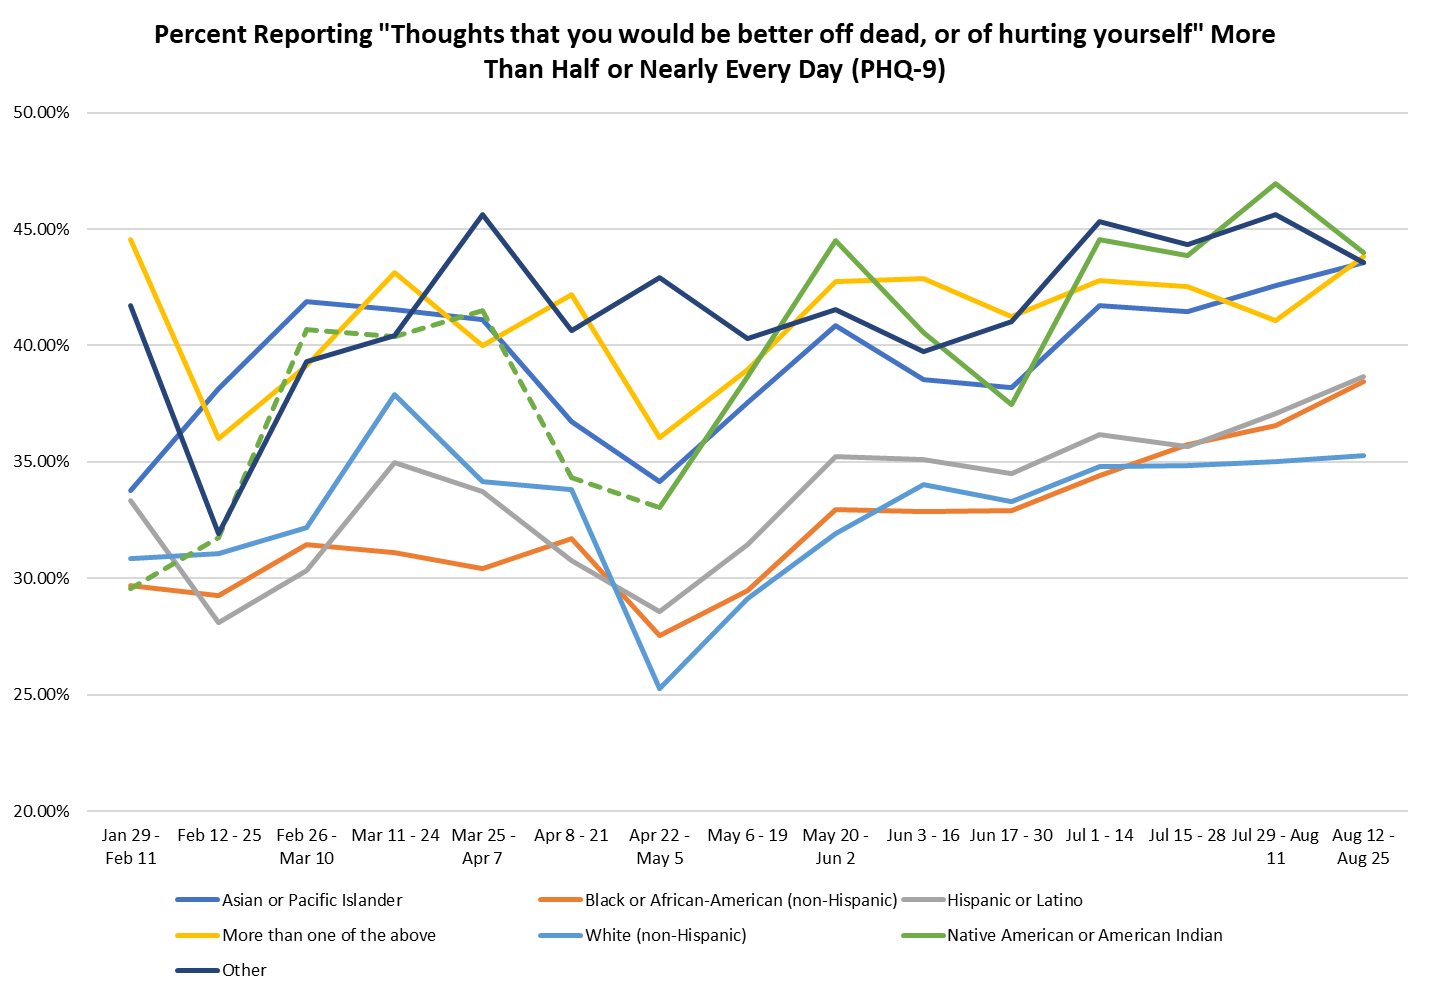 Percent Reporting "Thoughts that you would be better off dead, or of hurting yourself" More
Than Half or Nearly Every Day (PHQ-9)
50.00%
45.00%
40.00%
35.00%
30.00%
25.00%
20.00%
Jan 29 - Feb 11
Feb 12 - 25
Feb 26 - Mar 10
Mar 11 - 24
Mar 25 - Apr 7
Apr 8 - 21
Apr 22 - May 5
May 6 - 19
May 20 - Jun 2
Jun 3 - 16
Jun 17 - 30
Jul 1 - 14
Jul 15 - 28
Jul 29 - Aug 11
Aug 12 - Aug 25
Asian or Pacific Islander
Black or African-American (non-Hispanic)
Hispanic or Latino
More than one of the above
White (non-Hispanic)
Native American or American Indian
Other